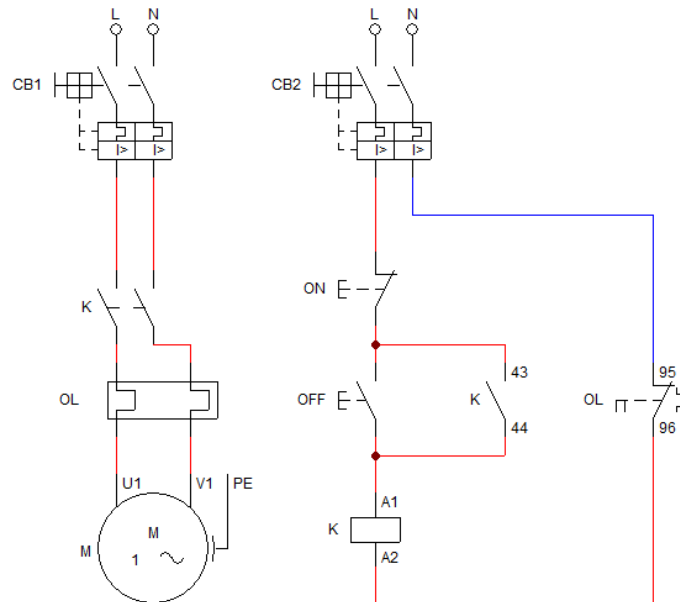 L N L N
CB1 CB2
I> I> I> I>
ON
K
43 95
OL OFF K OL
44 96
U1 V1 PE
A1
M K
M
1
A2